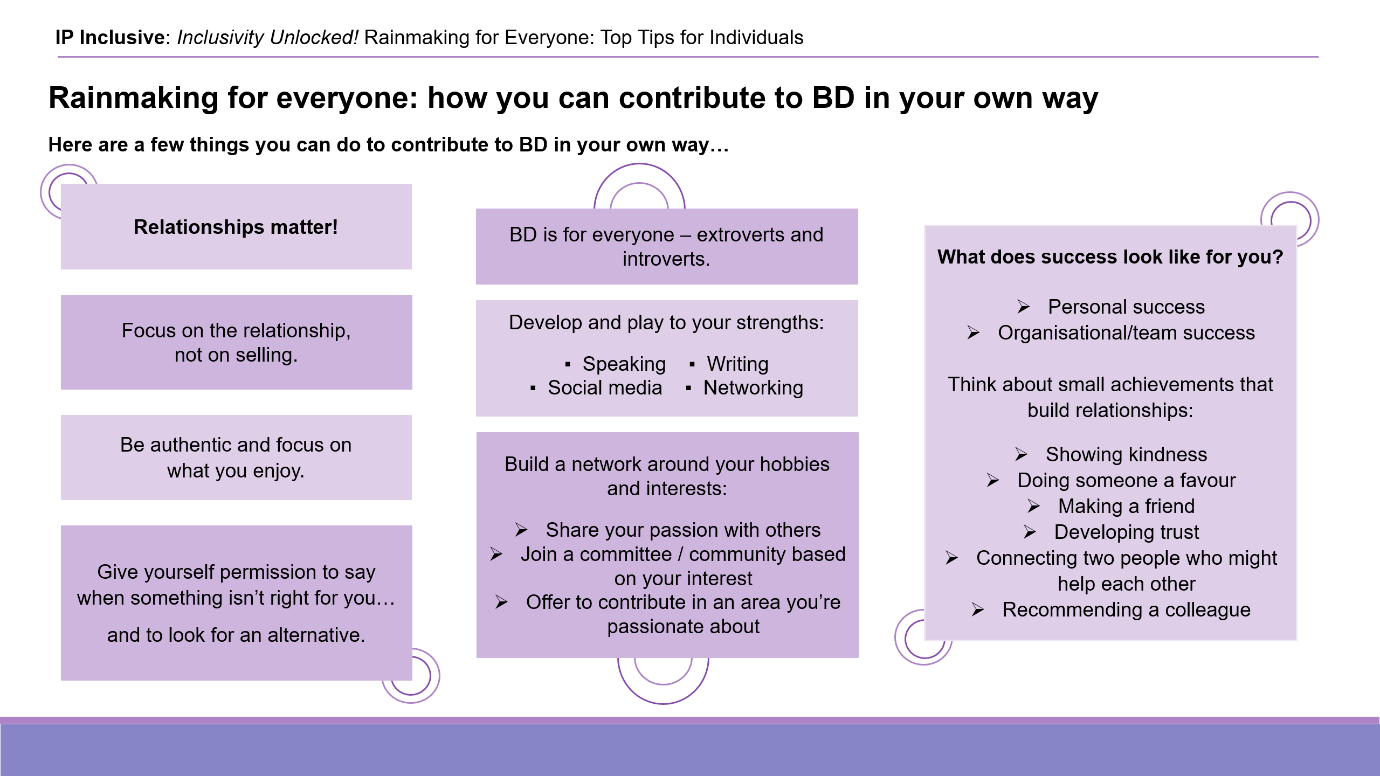 IP Inclusive: Inclusivity Unlocked! Rainmaking for Everyone: Top Tips for Individuals
Rainmaking for everyone: how you can contribute to BD in your own way
Here are a few things you can do to contribute to BD in your own way…
Relationships matter!
Focus on the relationship,
not on selling.
Be authentic and focus on
what you enjoy.
Give yourself permission to say
when something isn’t right for you…
and to look for an alternative.
BD is for everyone – extroverts and
introverts.
Develop and play to your strengths:
▪ Speaking ▪ Writing
▪ Social media ▪ Networking
Build a network around your hobbies
and interests:
➢ Share your passion with others
➢ Join a committee / community based
on your interest
➢ Offer to contribute in an area you’re
passionate about
What does success look like for you?
➢ Personal success
➢ Organisational/team success
Think about small achievements that
build relationships:
➢ Showing kindness
➢ Doing someone a favour
➢ Making a friend
➢ Developing trust
➢ Connecting two people who might
help each other
➢ Recommending a colleague